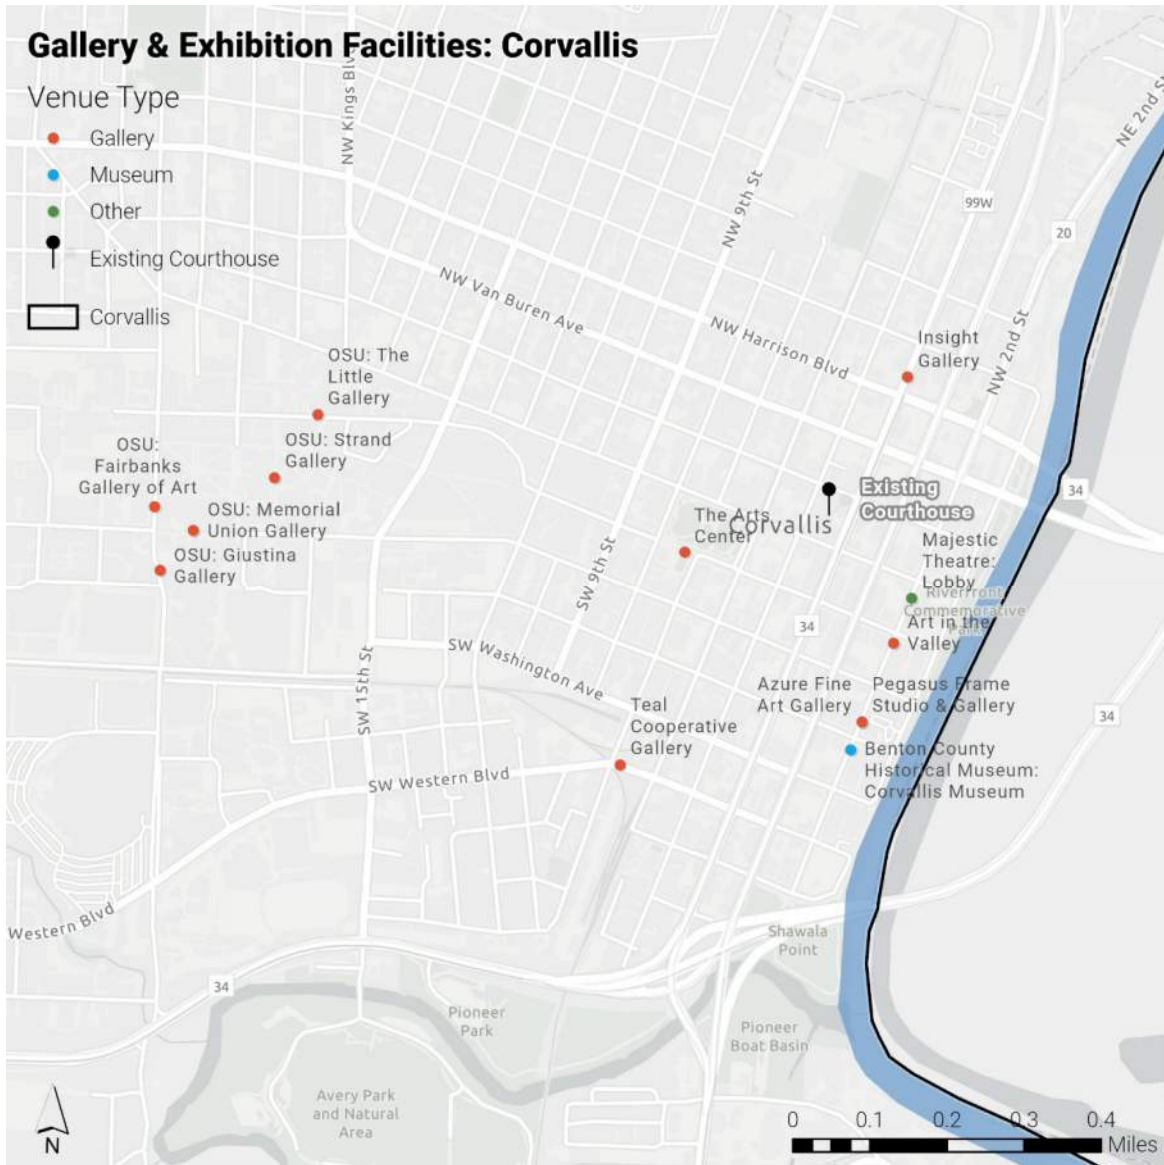 Gallery & Exhibition Facilities: Corvallis
Venue Type
Gallery
Museum
Other
Existing Courthouse
Corvallis
NW Kings Blvd
NW 9th St
NE 2nd St
99W
20
NW Van Buren Ave
NW Harrison Blvd
NW 2nd St
Insight
Gallery
OSU: The
Little
Gallery
OSU: Strand
Gallery
OSU:
Fairbanks
Gallery of Art
OSU: Memorial
Union Gallery
OSU: Giustina
Gallery
34
Existing
Courthouse
The Arts
Center
Corvallis
Majestic
Theatre:
Lobby
Riverfront
Commemorative
Park
Art in the
Valley
SW 9th St
34
SW Washington Ave
SW 15th St
Azure Fine
Art Gallery
Pegasus Frame
Studio & Gallery
Teal
Cooperative
Gallery
34
Benton County
Historical Museum:
Corvallis Museum
SW Western Blvd
Western Blvd
Shawala
Point
34
Pioneer
Park
Pioneer
Boat Basin
Avery Park
and Natural
Area
N
0 0.1 0.2 0.3 0.4
Miles